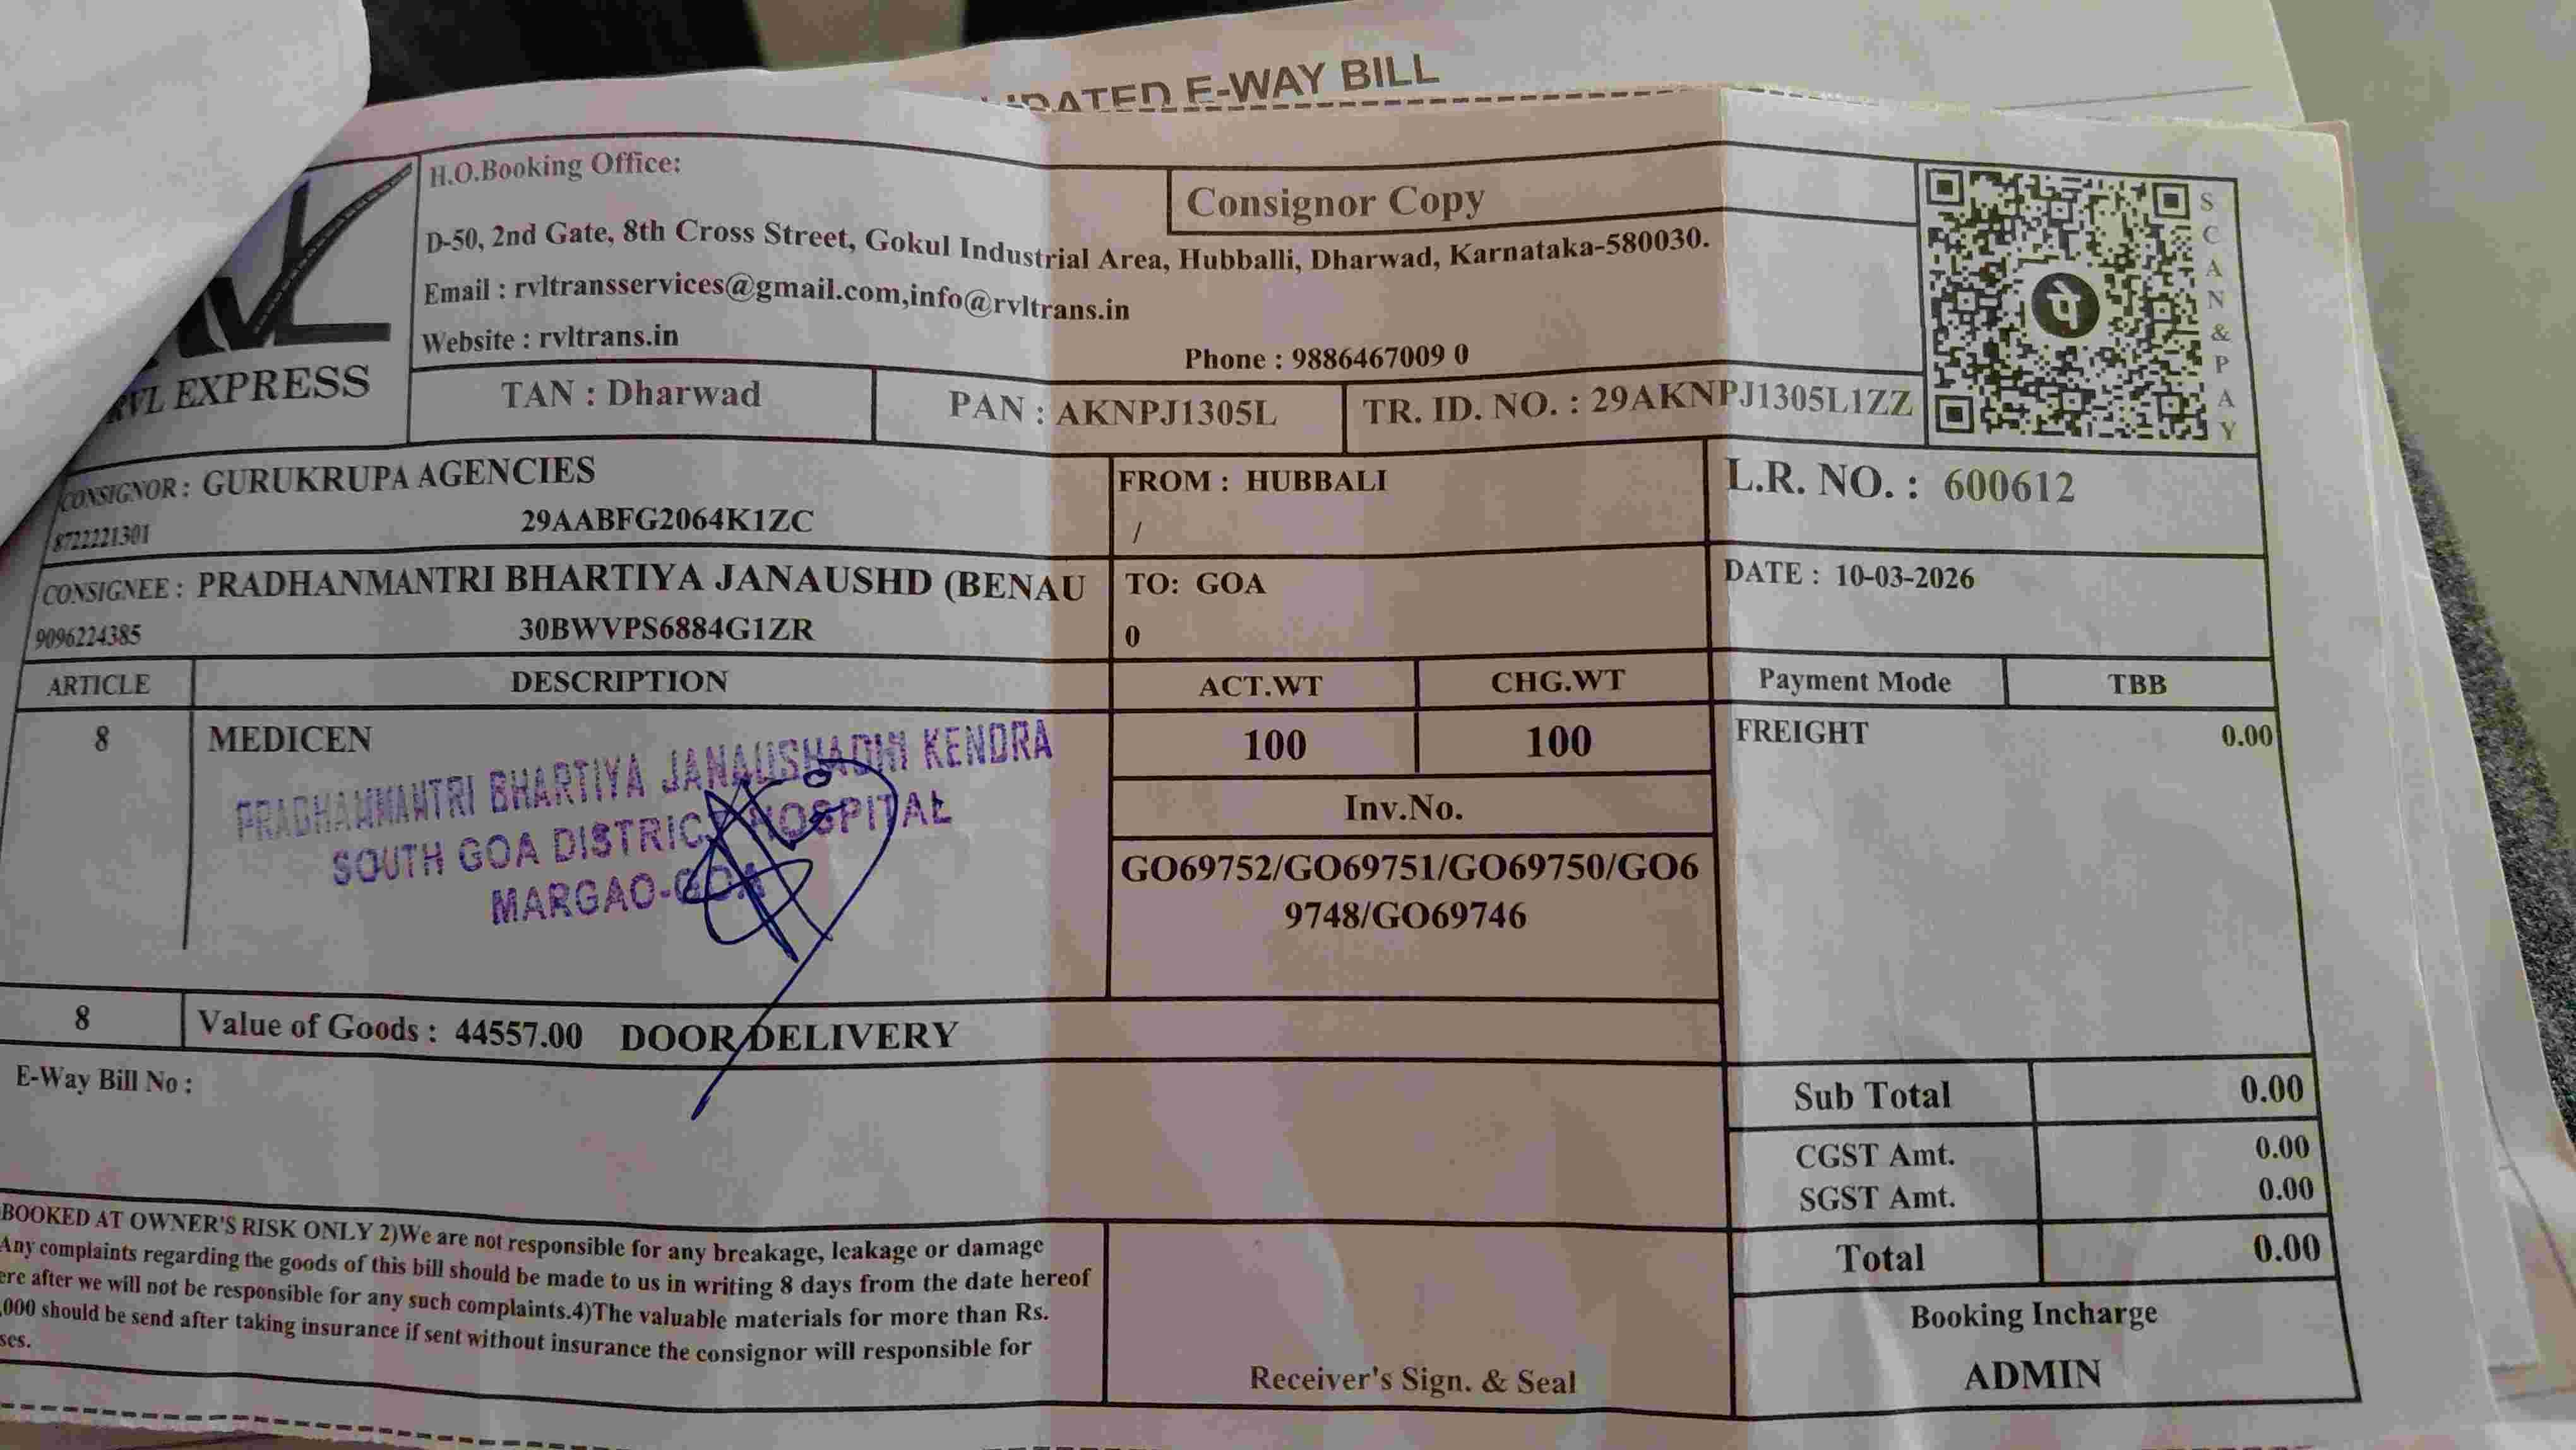 E-WAY BILL
H.O.Booking Office:
Consignor Copy
D-50, 2nd Gate, 8th Cross Street, Gokul Industrial Area, Hubballi, Dharwad, Karnataka-580030.
Email : rvltransservices@gmail.com,info@rvltrans.in
Website : rvltrans.in
Phone : 9886467009 0
SCAN&PAY
पे
RVL EXPRESS
TAN : Dharwad
PAN : AKNPJ1305L
TR. ID. NO. : 29AKNPJ1305L1ZZ
CONSIGNOR : GURUKRUPA AGENCIES
8722221301 29AABFG2064K1ZC
FROM : HUBBALI
/
L.R. NO. : 600612
CONSIGNEE : PRADHANMANTRI BHARTIYA JANAUSHD (BENAU
9096224385 30BWVPS6884G1ZR
TO: GOA
0
DATE : 10-03-2026
ARTICLE DESCRIPTION ACT.WT CHG.WT Payment Mode TBB
8 MEDICEN 100 100 FREIGHT 0.00
PRADHANMANTRI BHARTIYA JANAUSHADHI KENDRA
SOUTH GOA DISTRICT HOSPITAL
MARGAO-GOA
Inv.No.
GO69752/GO69751/GO69750/GO6
9748/GO69746
8 Value of Goods : 44557.00 DOOR DELIVERY
E-Way Bill No :
Sub Total 0.00
CGST Amt. 0.00
SGST Amt. 0.00
Total 0.00
BOOKED AT OWNER'S RISK ONLY 2)We are not responsible for any breakage, leakage or damage
Any complaints regarding the goods of this bill should be made to us in writing 8 days from the date hereof
after we will not be responsible for any such complaints.4)The valuable materials for more than Rs.
,000 should be send after taking insurance if sent without insurance the consignor will responsible for
Receiver's Sign. & Seal
Booking Incharge
ADMIN